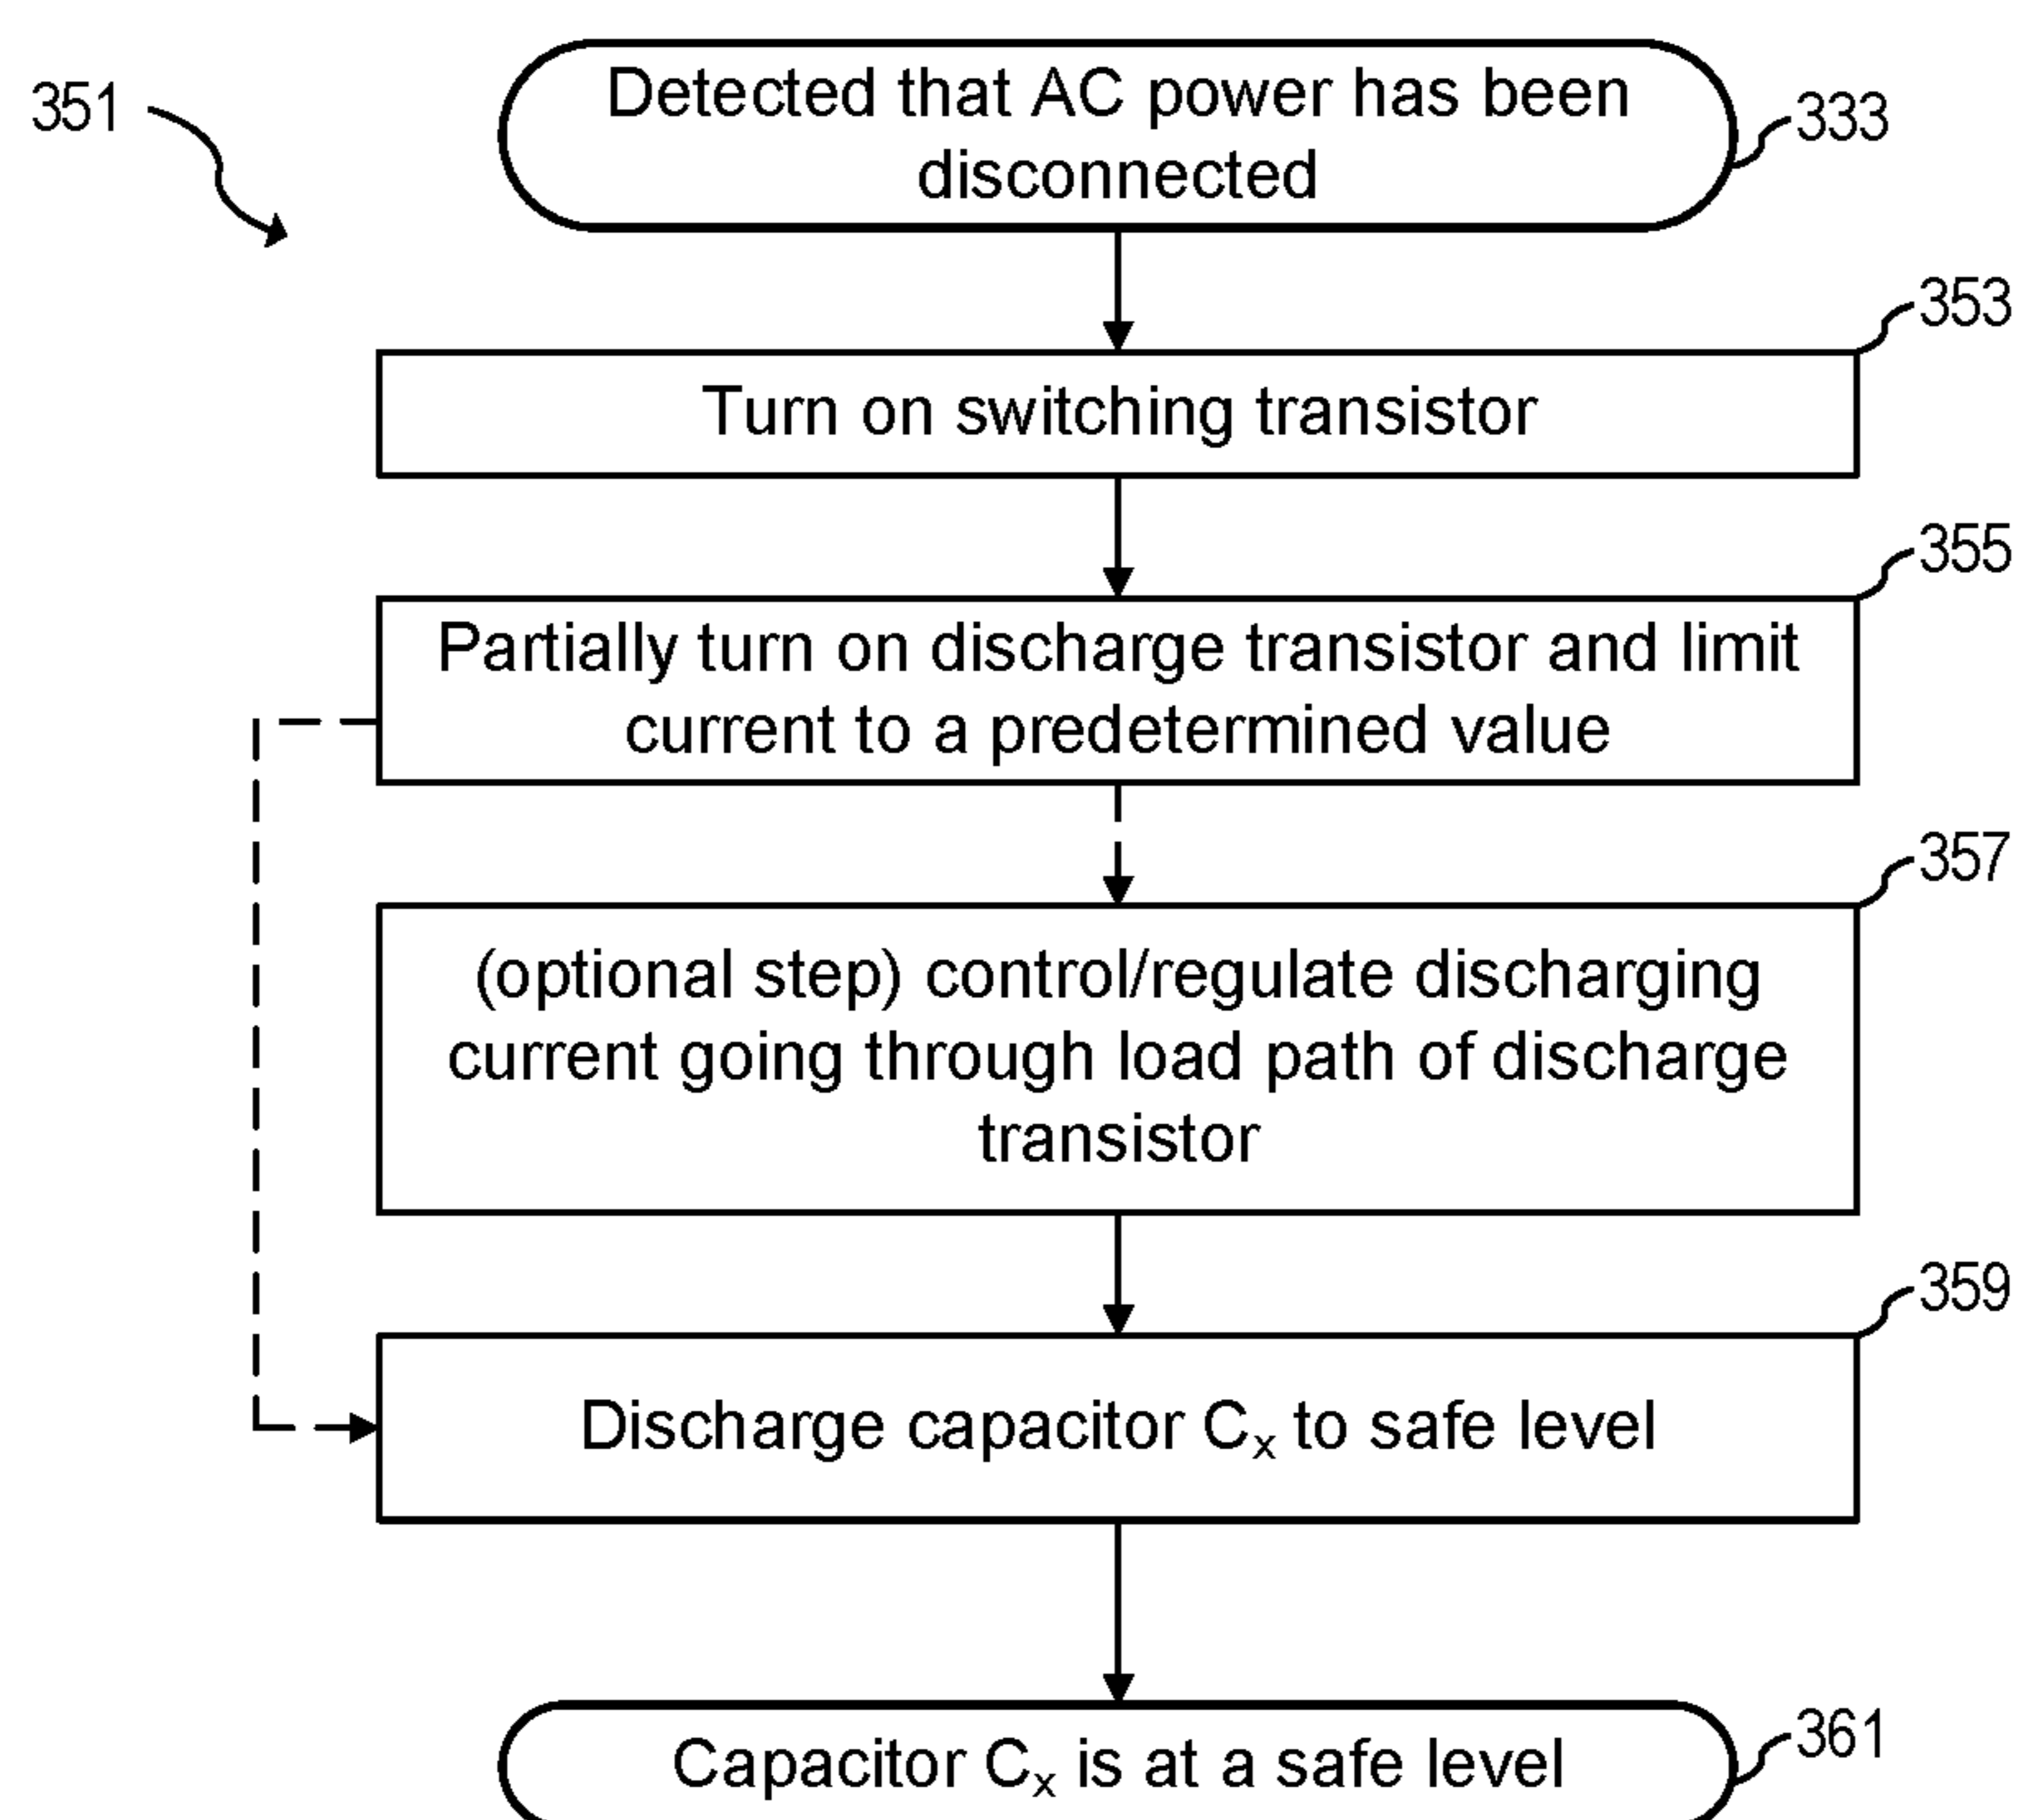 351
Detected that AC power has been
disconnected
333
353
Turn on switching transistor
355
Partially turn on discharge transistor and limit
current to a predetermined value
357
(optional step) control/regulate discharging
current going through load path of discharge
transistor
359
Discharge capacitor Cₓ to safe level
Capacitor Cₓ is at a safe level
361